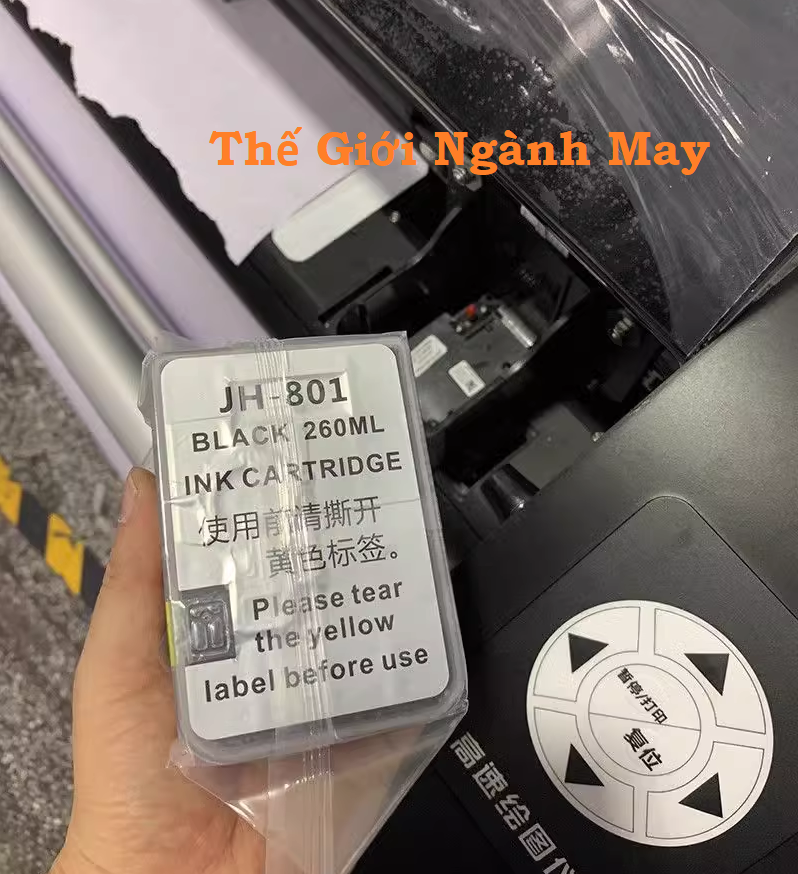 Thế Giới Ngành May
JH-801
BLACK 260ML
INK CARTRIDGE
使用前请撕开
黄色标签。
Please tear
the yellow
label before use
暂停/打印
复位
高速绘图仪